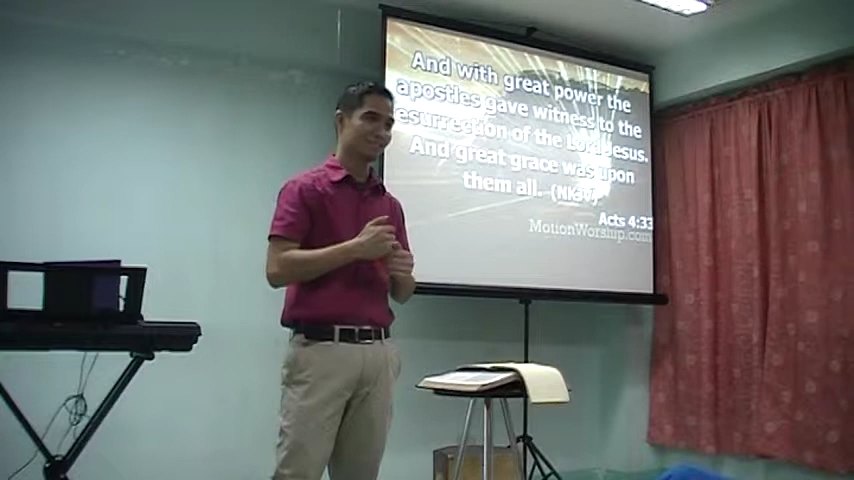 And with great power the
apostles gave witness to the
resurrection of the Lord Jesus.
And great grace was upon
them all. (NKJV)
Acts 4:33
MotionWorship.com